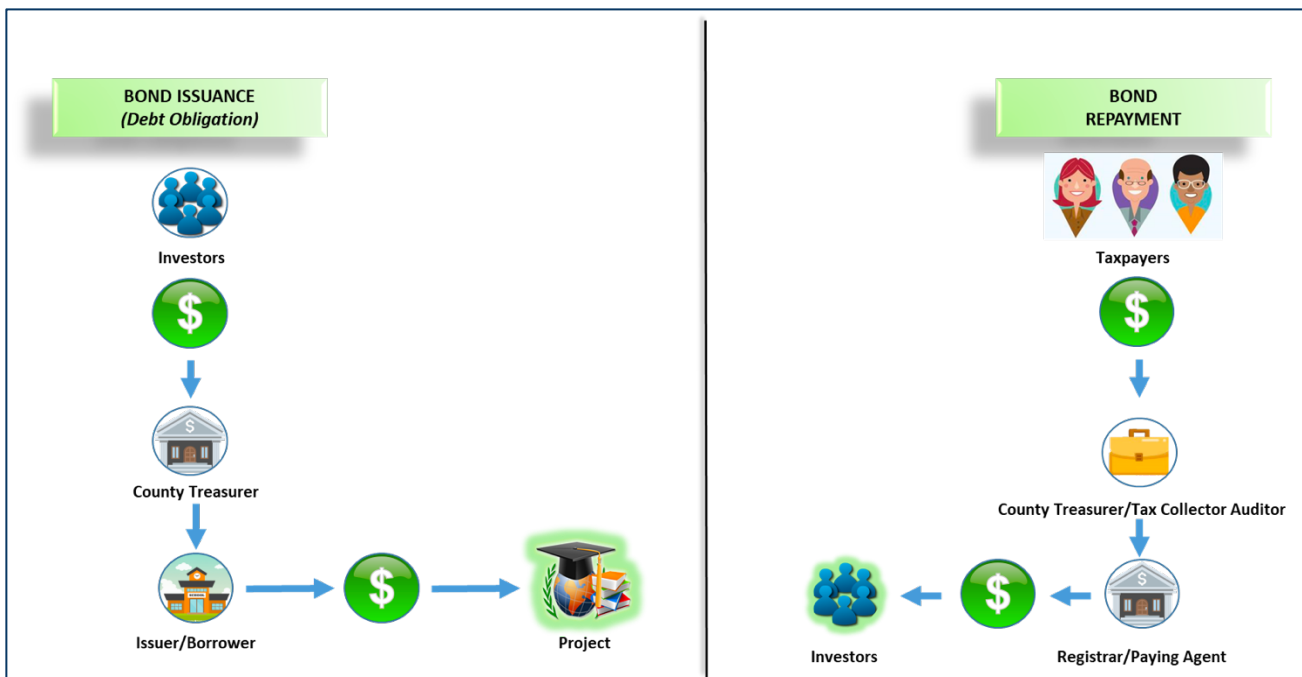 BOND ISSUANCE
(Debt Obligation)
Investors
$
$
County Treasurer
Issuer/Borrower
$
Project
BOND
REPAYMENT
Taxpayers
$
County Treasurer/Tax Collector Auditor
$
Registrar/Paying Agent
$
Investors